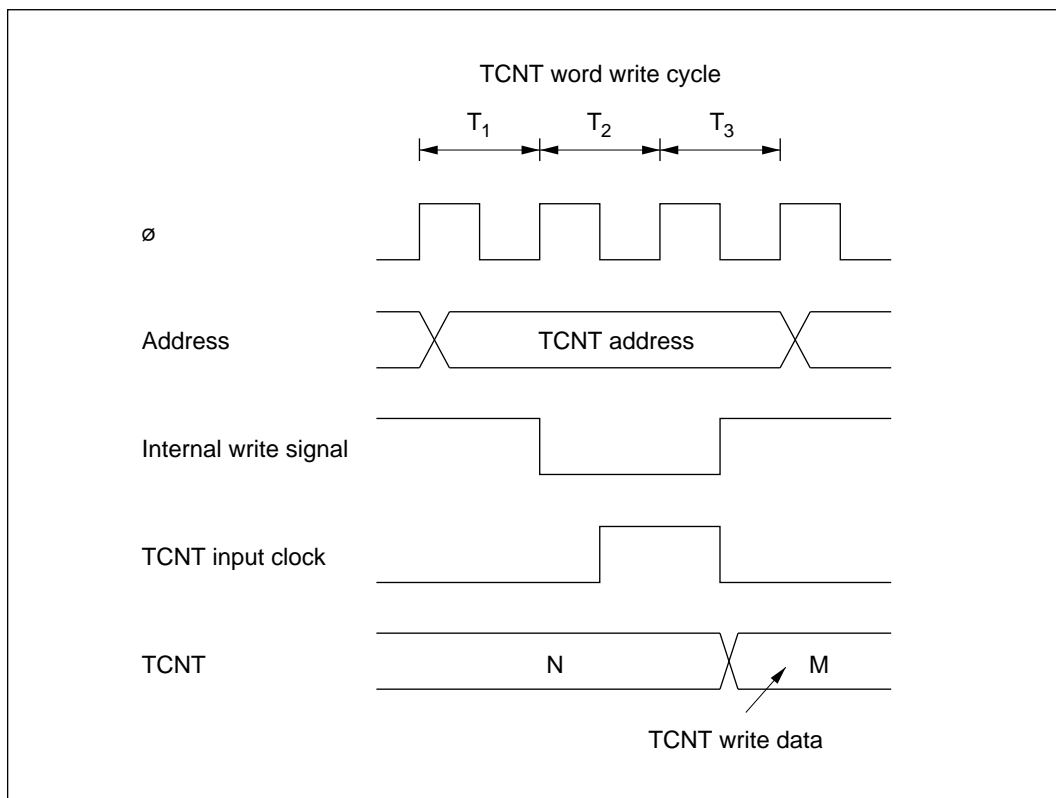 TCNT word write cycle
T1 T2 T3
ø
Address TCNT address
Internal write signal
TCNT input clock
TCNT N M
TCNT write data